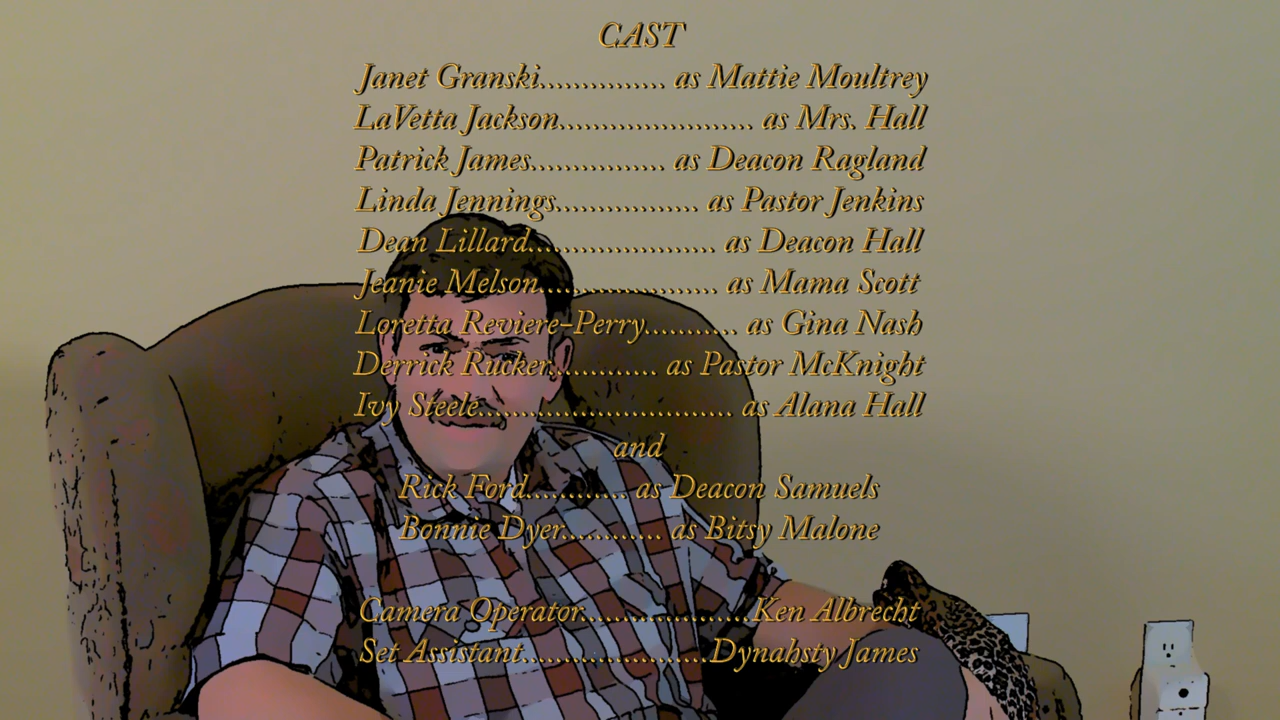 CAST
Janet Granski............... as Mattie Moultrey
LaVetta Jackson....................... as Mrs. Hall
Patrick James................ as Deacon Ragland
Linda Jennings................. as Pastor Jenkins
Dean Lillard....................... as Deacon Hall
Jeanie Melson..................... as Mama Scott
Loretta Reviere-Perry........... as Gina Nash
Derrick Rucker............. as Pastor McKnight
Ivy Steele............................... as Alana Hall
and
Rick Ford............ as Deacon Samuels
Bonnie Dyer............ as Bitsy Malone
Camera Operator....................Ken Albrecht
Set Assistant......................Dynahsty James